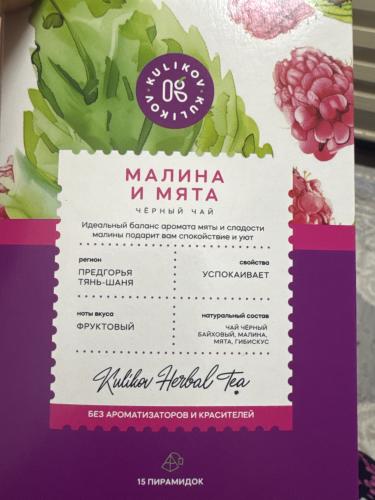 KULIKOV · KULIKOV
МАЛИНА
И МЯТА
ЧЁРНЫЙ ЧАЙ
Идеальный баланс аромата мяты и сладости
малины подарит вам спокойствие и уют
регион
ПРЕДГОРЬЯ
ТЯНЬ-ШАНЯ
свойства
УСПОКАИВАЕТ
ноты вкуса
ФРУКТОВЫЙ
натуральный состав
ЧАЙ ЧЁРНЫЙ
БАЙХОВЫЙ, МАЛИНА,
МЯТА, ГИБИСКУС
Kulikov Herbal Tea
БЕЗ АРОМАТИЗАТОРОВ И КРАСИТЕЛЕЙ
15 ПИРАМИДОК